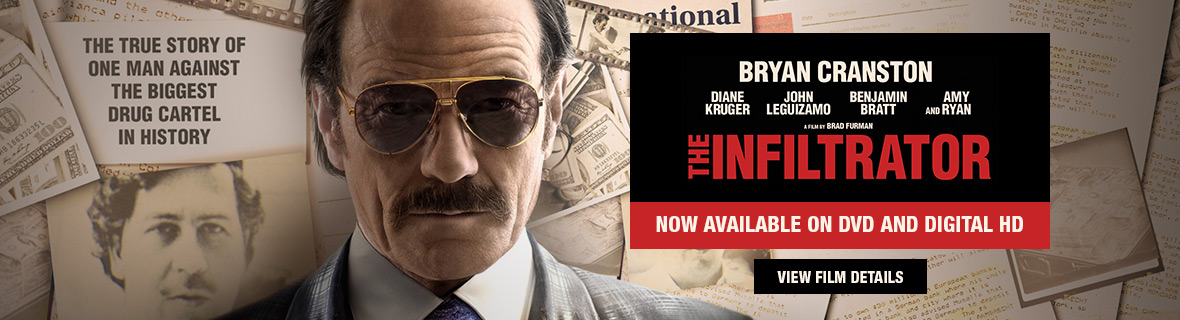 THE TRUE STORY OF
ONE MAN AGAINST
THE BIGGEST
DRUG CARTEL
IN HISTORY
national
BRYAN CRANSTON
DIANE KRUGER JOHN LEGUIZAMO BENJAMIN BRATT AND AMY RYAN
A FILM BY BRAD FURMAN
THE INFILTRATOR
NOW AVAILABLE ON DVD AND DIGITAL HD
VIEW FILM DETAILS